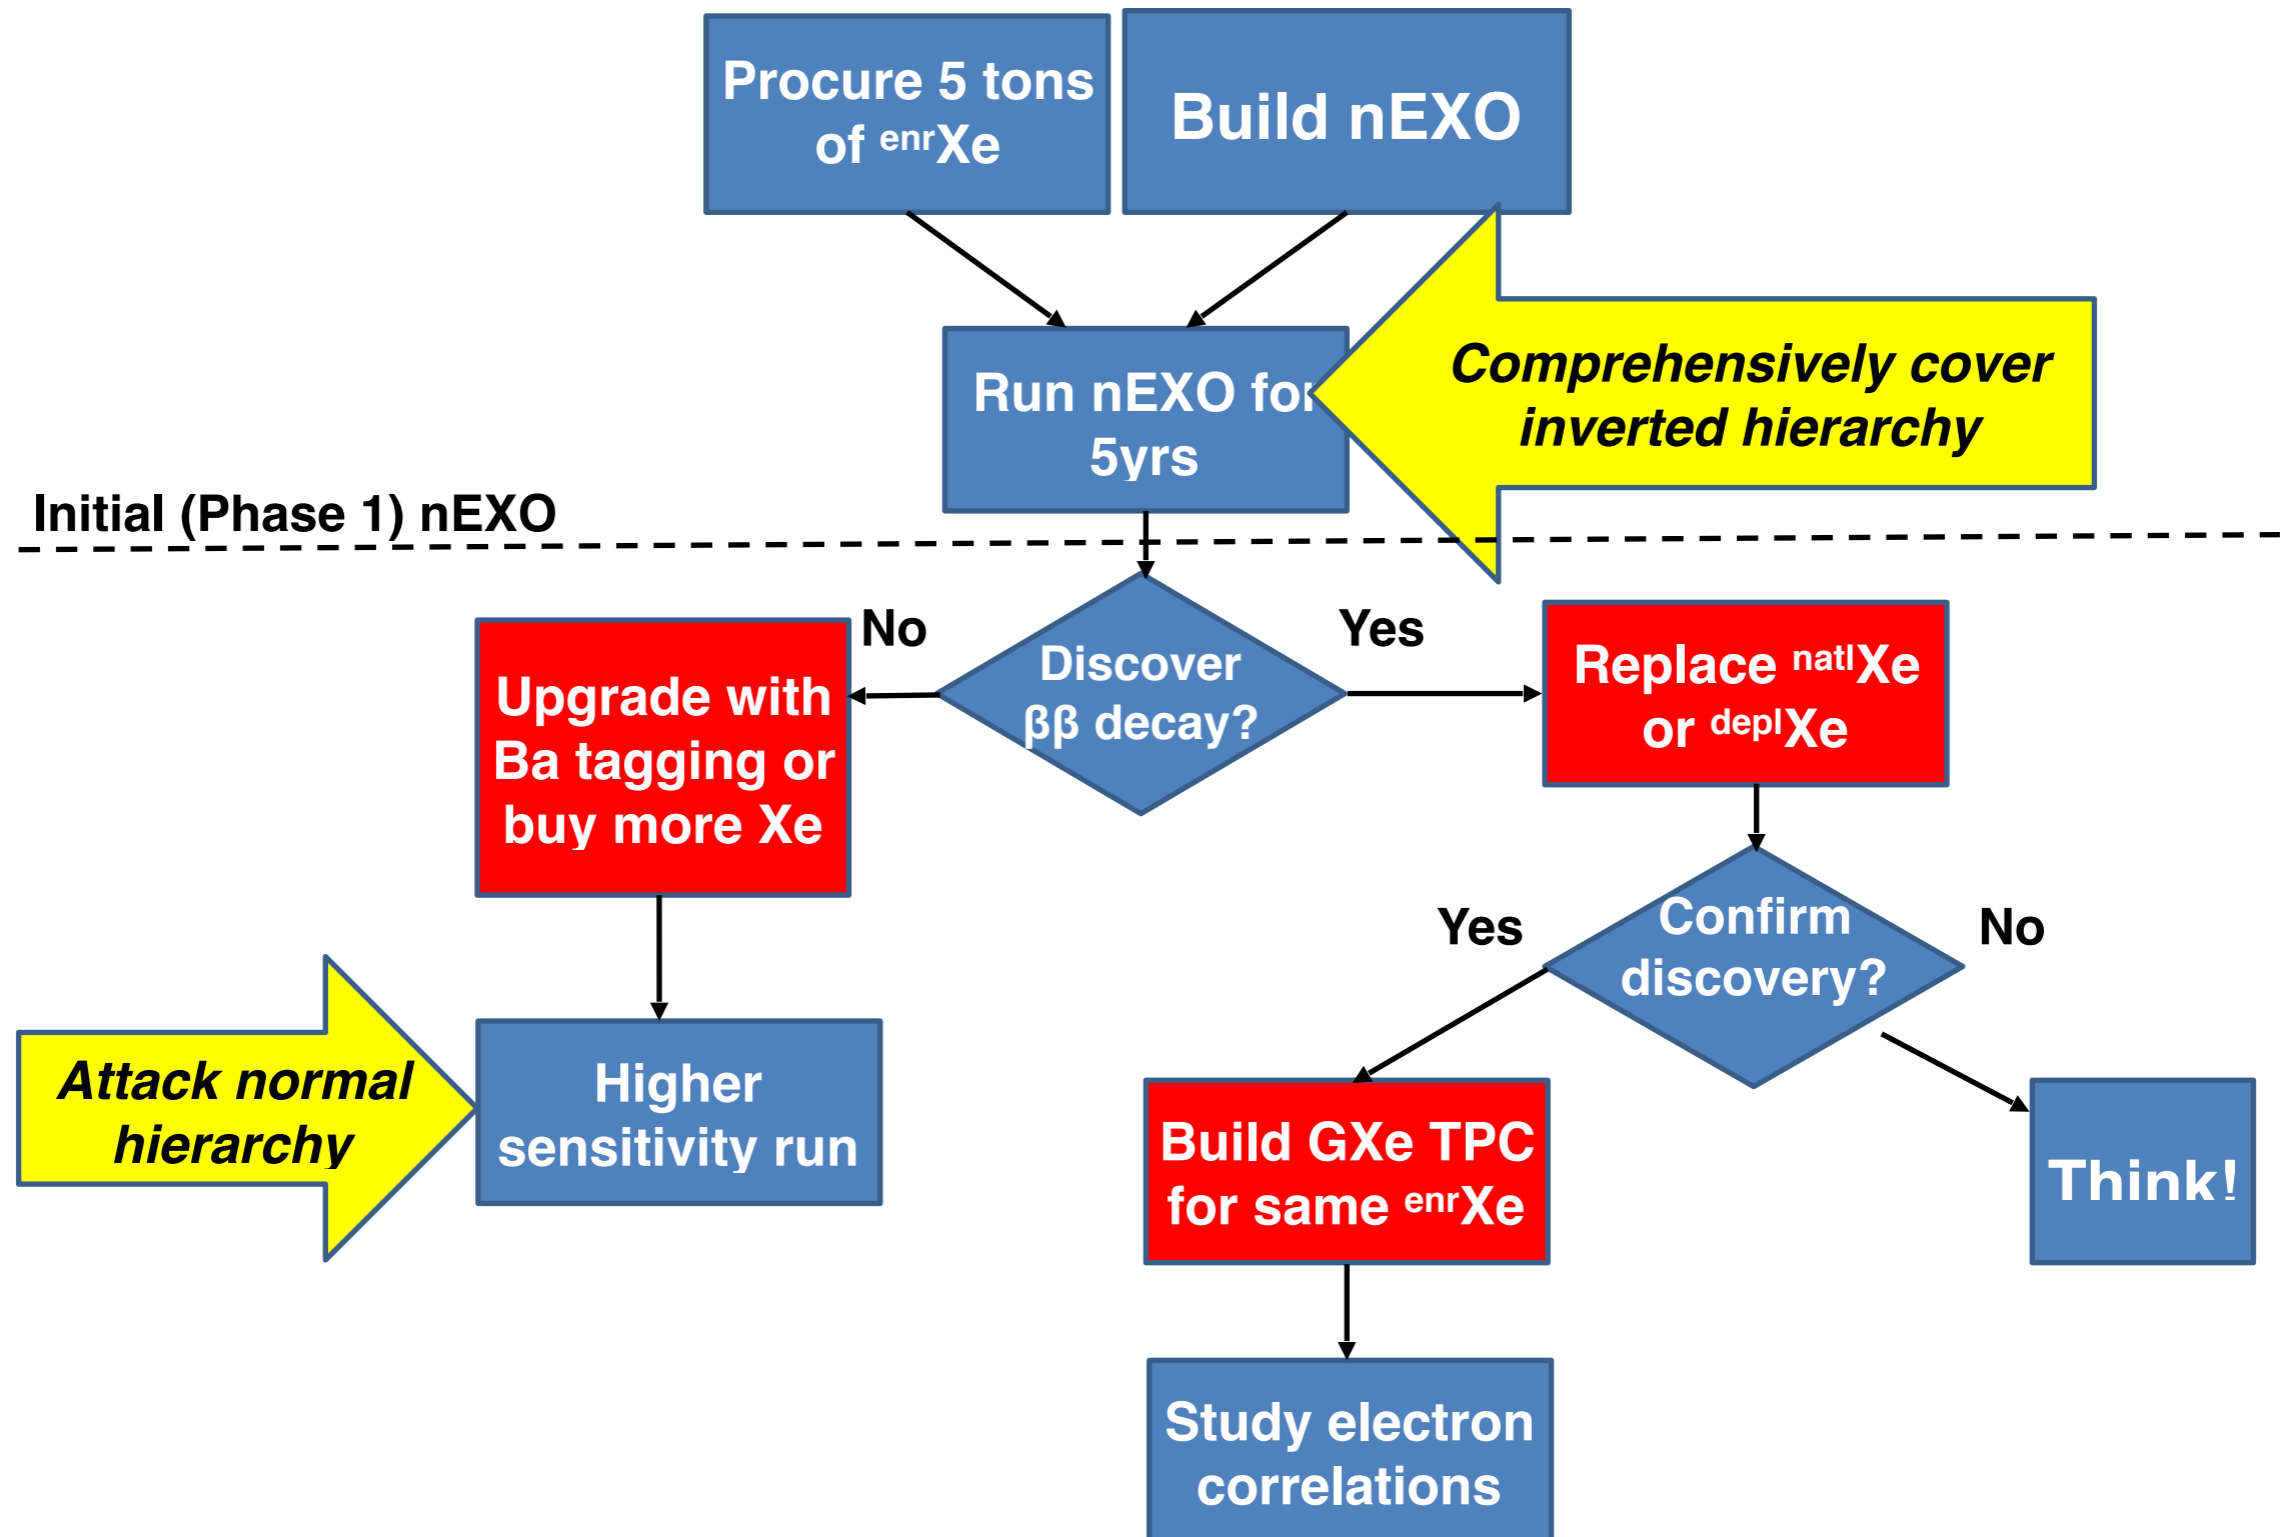 Procure 5 tons
of enrXe
Build nEXO
Run nEXO for
5yrs
Comprehensively cover
inverted hierarchy
Initial (Phase 1) nEXO
No
Yes
Discover
ββ decay?
Upgrade with
Ba tagging or
buy more Xe
Replace natlXe
or deplXe
Yes
Confirm
discovery?
No
Attack normal
hierarchy
Higher
sensitivity run
Build GXe TPC
for same enrXe
Think!
Study electron
correlations